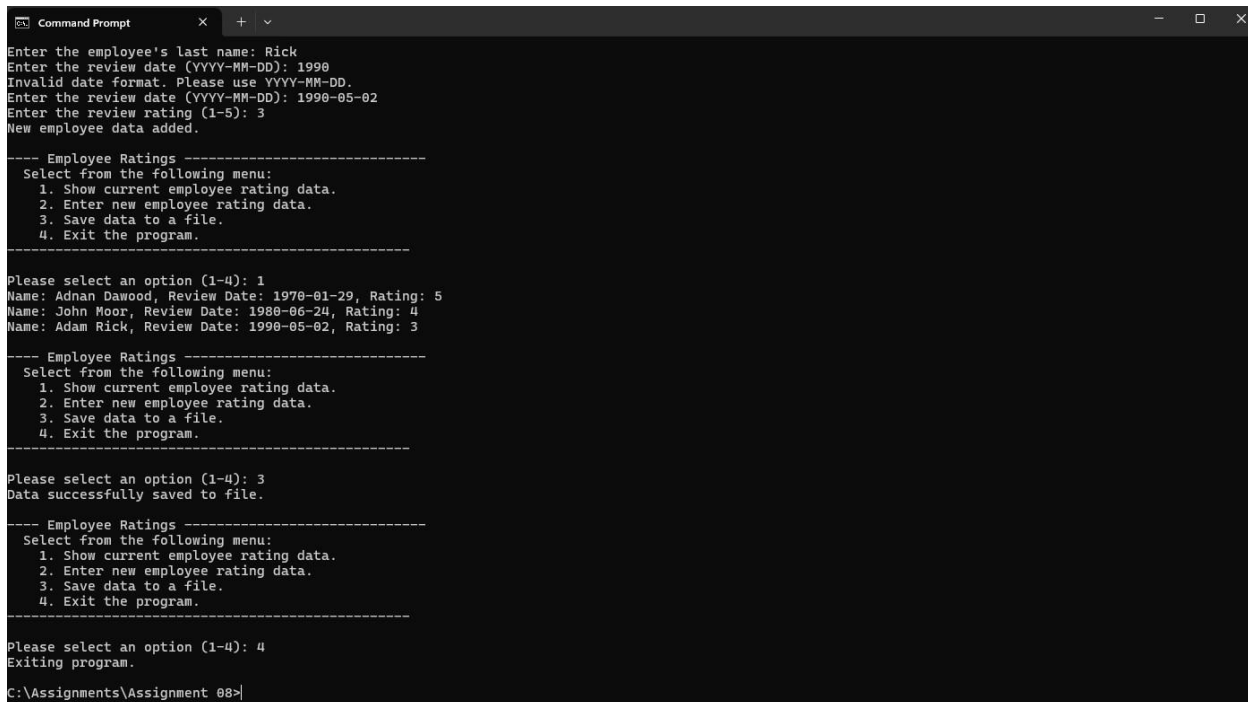 Command Prompt
Enter the employee's last name: Rick
Enter the review date (YYYY-MM-DD): 1990
Invalid date format. Please use YYYY-MM-DD.
Enter the review date (YYYY-MM-DD): 1990-05-02
Enter the review rating (1-5): 3
New employee data added.
---- Employee Ratings ------------------------------
Select from the following menu:
1. Show current employee rating data.
2. Enter new employee rating data.
3. Save data to a file.
4. Exit the program.
--------------------------------------------------
Please select an option (1-4): 1
Name: Adnan Dawood, Review Date: 1970-01-29, Rating: 5
Name: John Moor, Review Date: 1980-06-24, Rating: 4
Name: Adam Rick, Review Date: 1990-05-02, Rating: 3
---- Employee Ratings ------------------------------
Select from the following menu:
1. Show current employee rating data.
2. Enter new employee rating data.
3. Save data to a file.
4. Exit the program.
--------------------------------------------------
Please select an option (1-4): 3
Data successfully saved to file.
---- Employee Ratings ------------------------------
Select from the following menu:
1. Show current employee rating data.
2. Enter new employee rating data.
3. Save data to a file.
4. Exit the program.
--------------------------------------------------
Please select an option (1-4): 4
Exiting program.
C:\Assignments\Assignment 08>